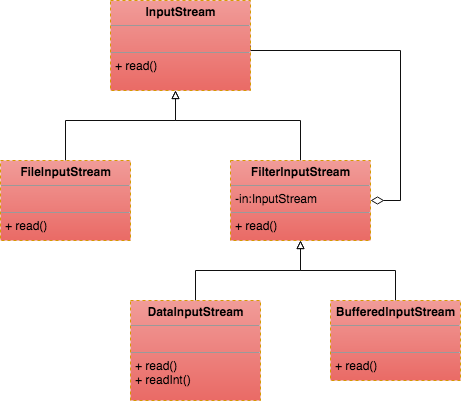 InputStream
+ read()
FileInputStream
+ read()
FilterInputStream
-in:InputStream
+ read()
DataInputStream
+ read()
+ readInt()
BufferedInputStream
+ read()